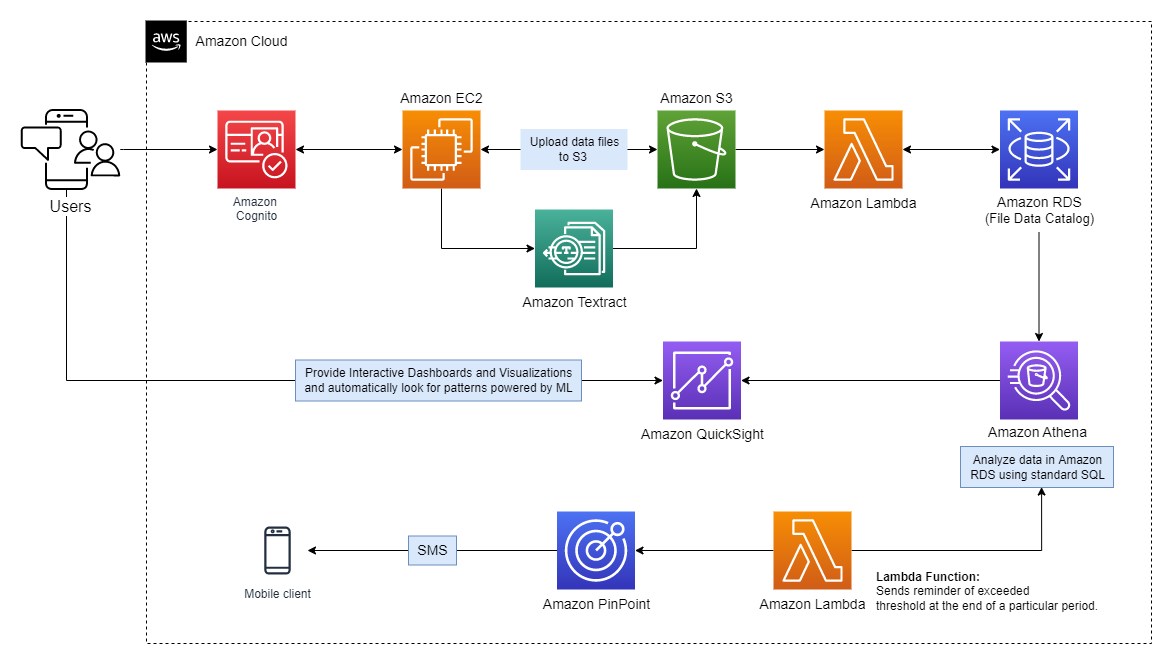 aws
Amazon Cloud
Amazon EC2
Amazon S3
Upload data files
to S3
Users
Amazon
Cognito
Amazon Lambda
Amazon RDS
(File Data Catalog)
T
Amazon Textract
Provide Interactive Dashboards and Visualizations
and automatically look for patterns powered by ML
Amazon QuickSight
Amazon Athena
Analyze data in Amazon
RDS using standard SQL
SMS
Mobile client
Amazon PinPoint
Amazon Lambda
Lambda Function:
Sends reminder of exceeded
threshold at the end of a particular period.